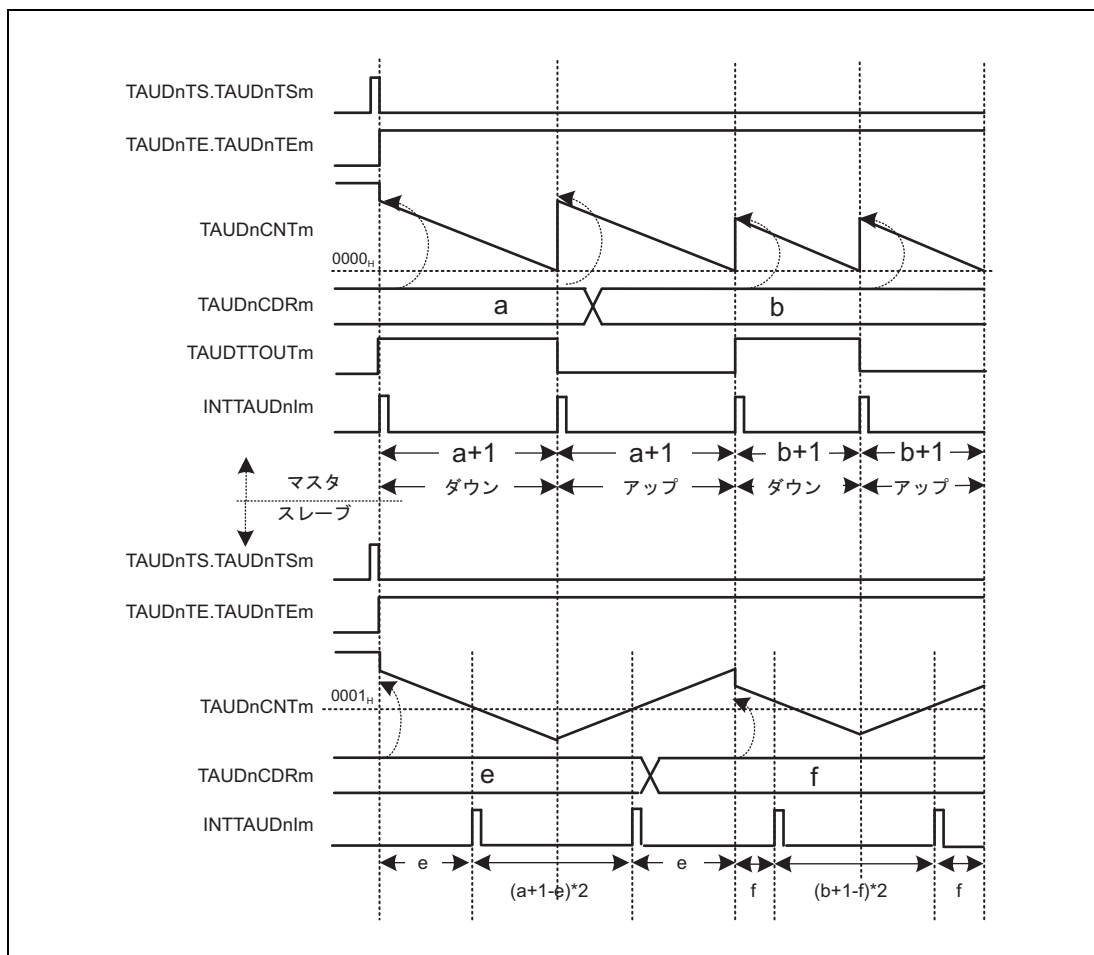 TAUDnTS.TAUDnTSm
TAUDnTE.TAUDnTEm
TAUDnCNTm
0000H
TAUDnCDRm
a
b
TAUDTTOUTm
INTTAUDnIm
a+1
a+1
b+1
b+1
マスタ
ダウン
アップ
ダウン
アップ
スレーブ
TAUDnTS.TAUDnTSm
TAUDnTE.TAUDnTEm
TAUDnCNTm
0001H
TAUDnCDRm
e
f
INTTAUDnIm
e
(a+1-e)*2
e
f
(b+1-f)*2
f